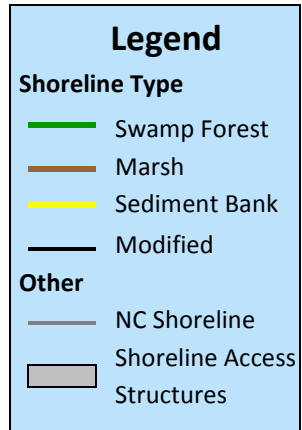 Legend
Shoreline Type
Swamp Forest
Marsh
Sediment Bank
Modified
Other
NC Shoreline
Shoreline Access
Structures